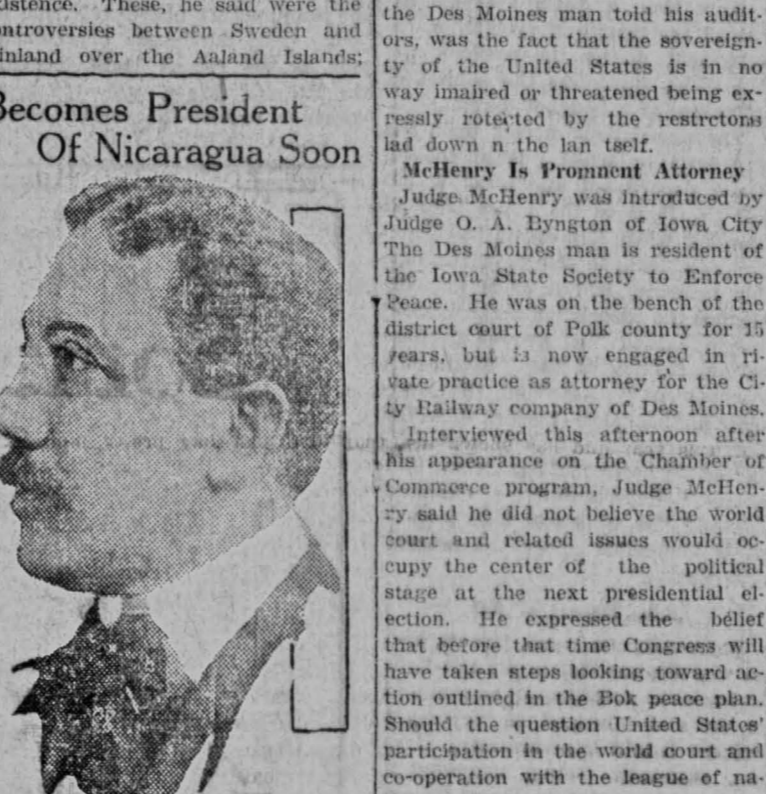 istence. These, he said were the
ontroversies between Sweden and
inland over the Aaland Islands;
Becomes President
Of Nicaragua Soon
the Des Moines man told his audit-
ors, was the fact that the sovereign-
ty of the United States is in no
way imaired or threatened being ex-
ressly rotected by the restretons
lad down n the lan tself.
McHenry Is Promnent Attorney
Judge McHenry was introduced by
Judge O. A. Byngton of Iowa City
The Des Moines man is resident of
the Iowa State Society to Enforce
Peace. He was on the bench of the
district court of Polk county for 15
years, but is now engaged in ri-
vate practice as attorney for the Ci-
ty Railway company of Des Moines.
Interviewed this afternoon after
his appearance on the Chamber of
Commerce program, Judge McHen-
ry said he did not believe the world
court and related issues would oc-
cupy the center of the political
stage at the next presidential el-
ection. He expressed the belief
that before that time Congress will
have taken steps looking toward ac-
tion outlined in the Bok peace plan.
Should the question United States'
participation in the world court and
co-operation with the league of na-